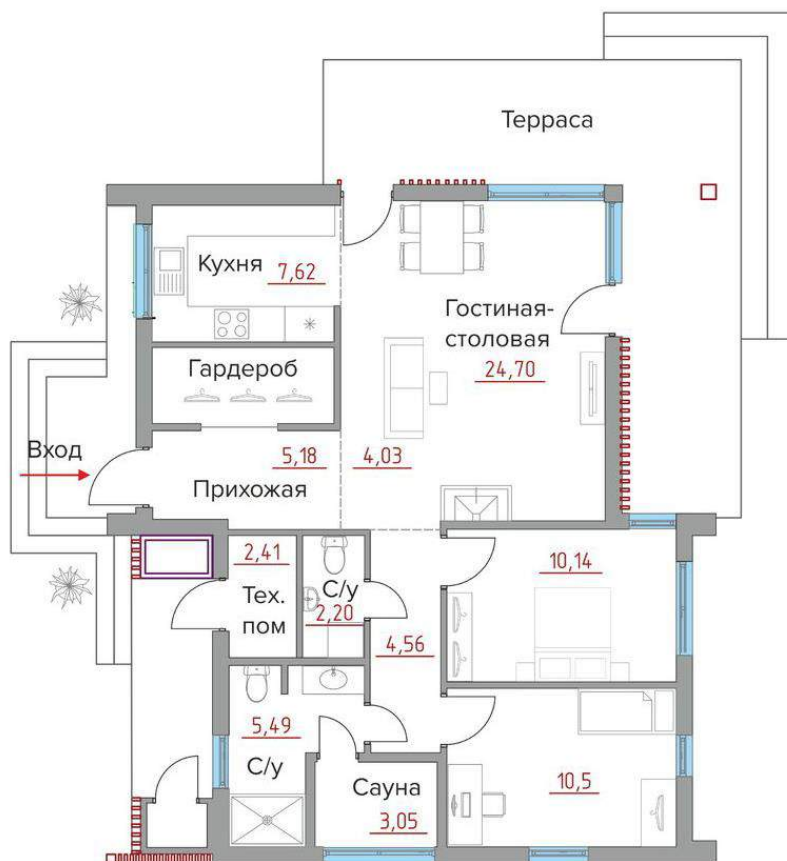 Терраса
Кухня
7,62
Гостиная-
столовая
24,70
Гардероб
Вход
5,18
4,03
Прихожая
2,41
Тех.
пом
С/у
2,20
10,14
4,56
5,49
С/у
Сауна
3,05
10,5